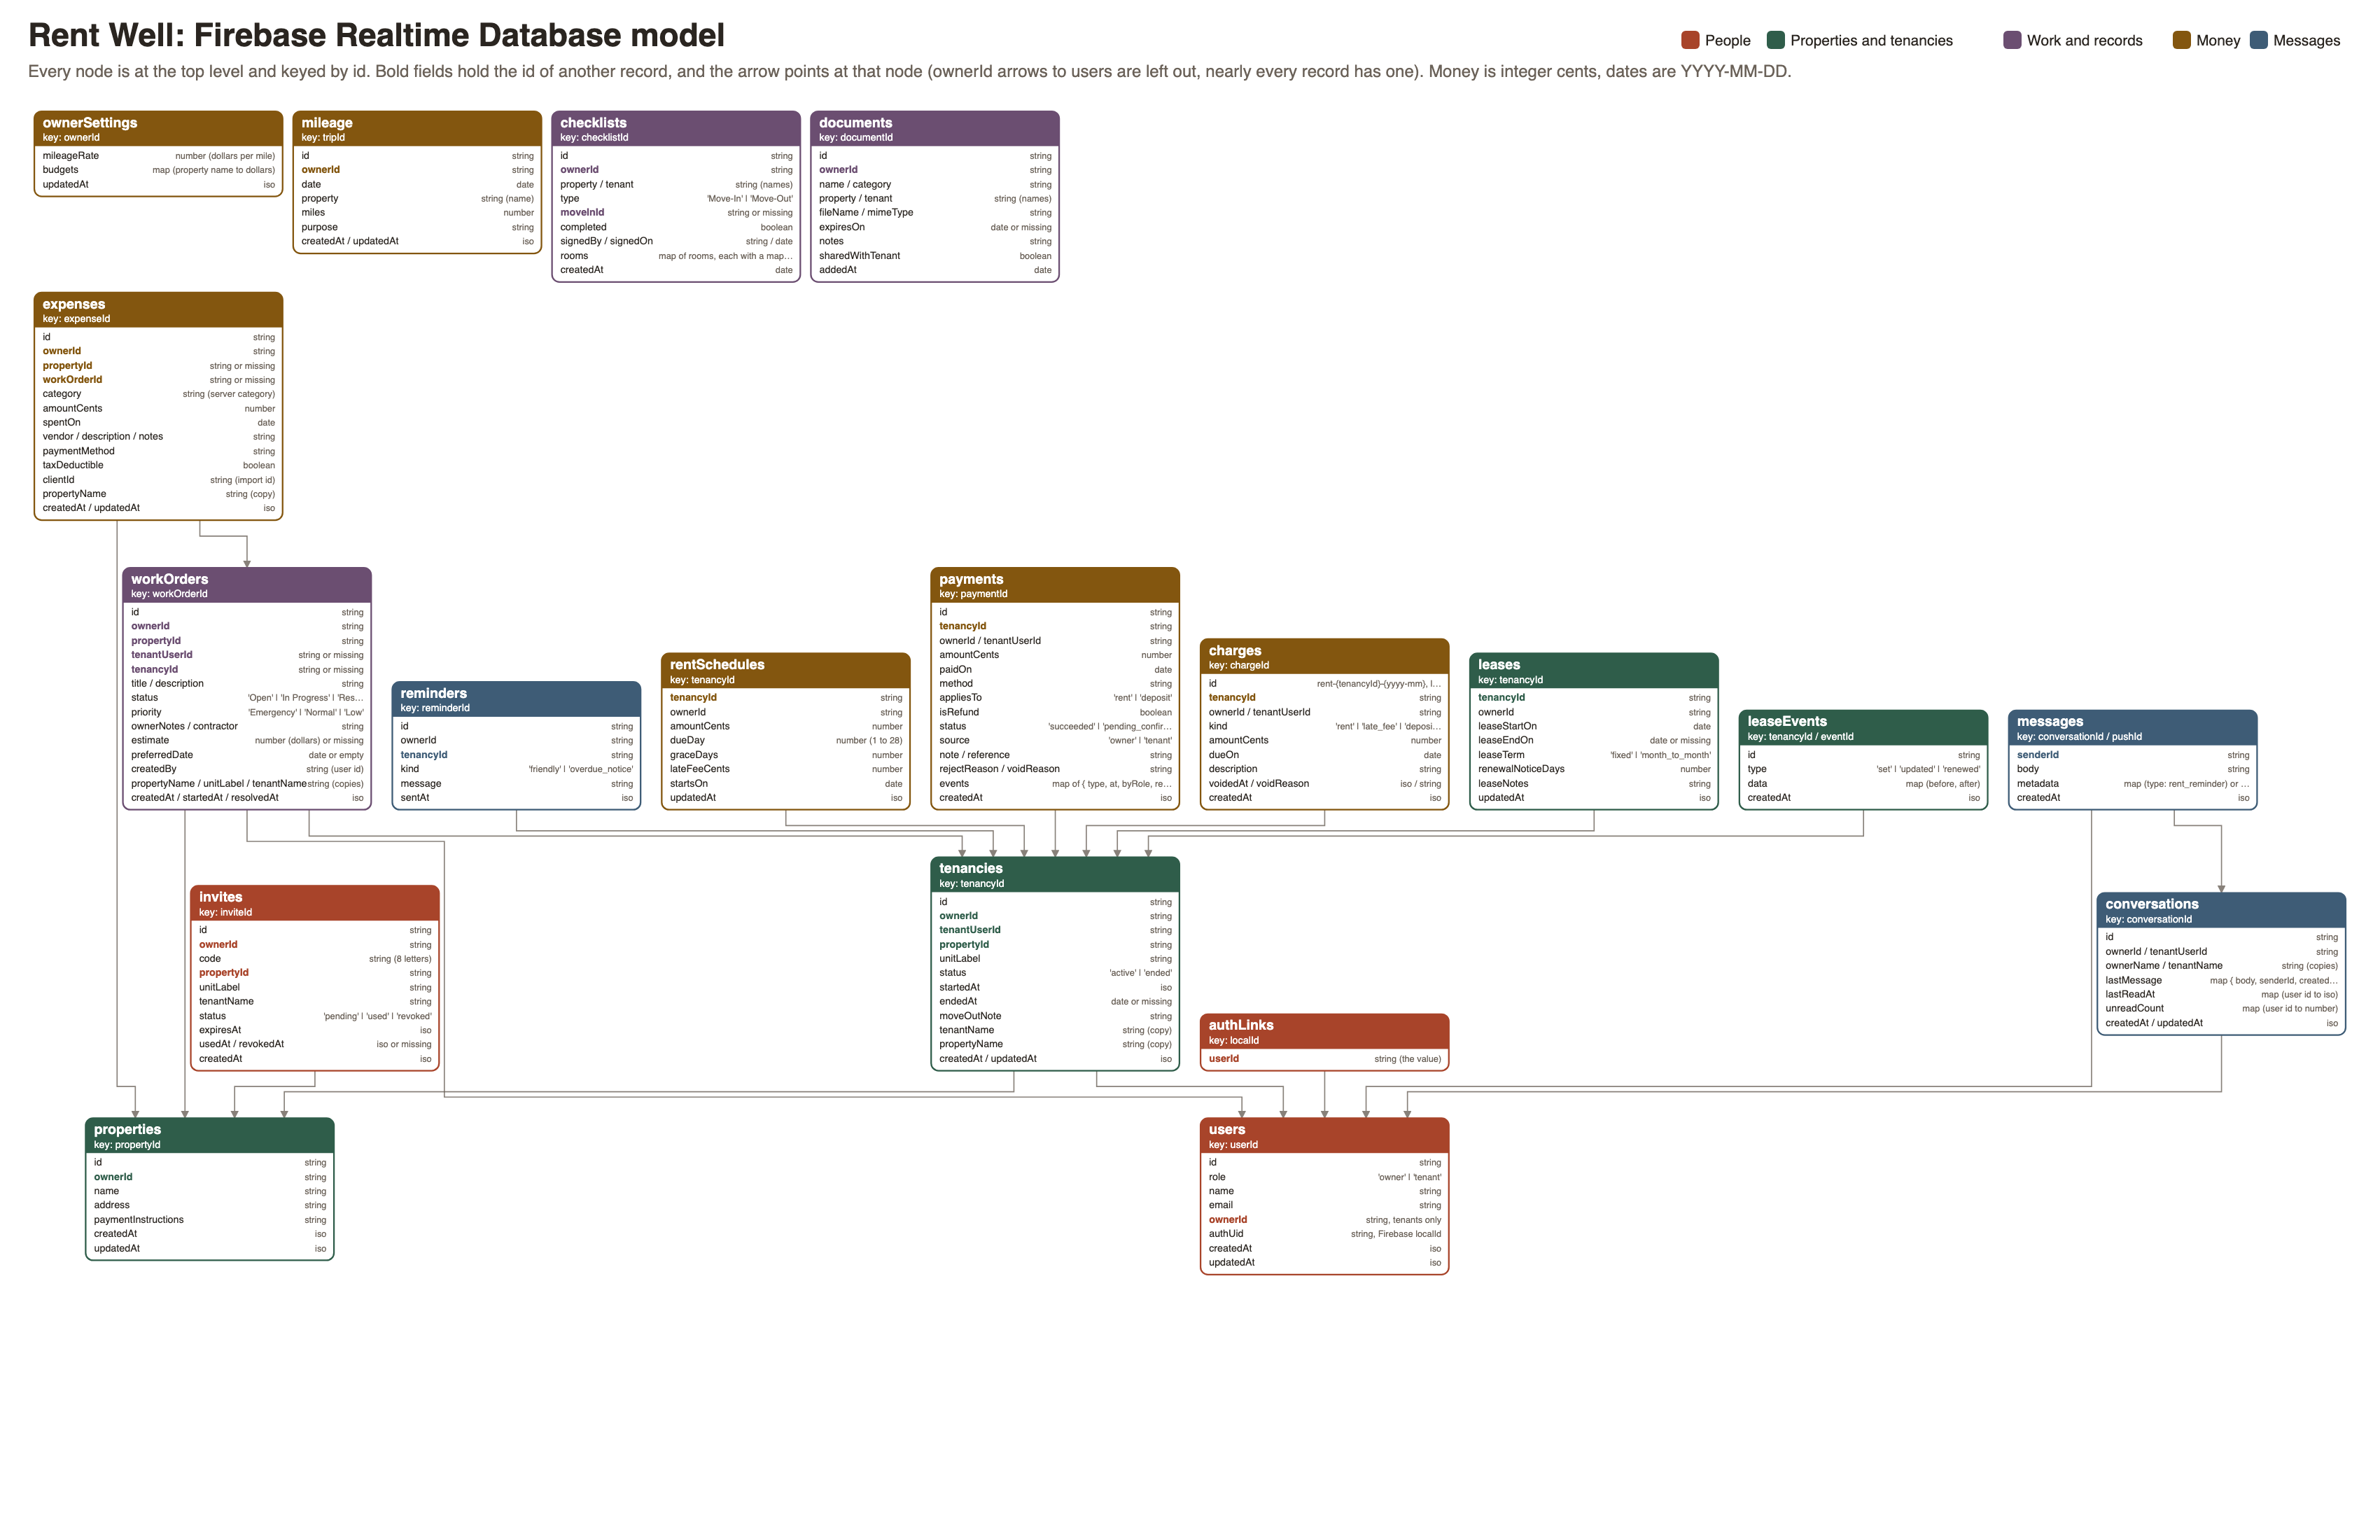 Rent Well: Firebase Realtime Database model
People
Properties and tenancies
Work and records
Money
Messages
Every node is at the top level and keyed by id. Bold fields hold the id of another record, and the arrow points at that node (ownerId arrows to users are left out, nearly every record has one). Money is integer cents, dates are YYYY-MM-DD.
ownerSettings
key: ownerId
mileageRate number (dollars per mile)
budgets map (property name to dollars)
updatedAt iso
mileage
key: tripId
id string
ownerId string
date date
property string (name)
miles number
purpose string
createdAt / updatedAt iso
checklists
key: checklistId
id string
ownerId string
property / tenant string (names)
type 'Move-In' | 'Move-Out'
moveInId string or missing
completed boolean
signedBy / signedOn string / date
rooms map of rooms, each with a map…
createdAt date
documents
key: documentId
id string
ownerId string
name / category string
property / tenant string (names)
fileName / mimeType string
expiresOn date or missing
notes string
sharedWithTenant boolean
addedAt date
expenses
key: expenseId
id string
ownerId string
propertyId string or missing
workOrderId string or missing
category string (server category)
amountCents number
spentOn date
vendor / description / notes string
paymentMethod string
taxDeductible boolean
clientId string (import id)
propertyName string (copy)
createdAt / updatedAt iso
workOrders
key: workOrderId
id string
ownerId string
propertyId string
tenantUserId string or missing
tenancyId string or missing
title / description string
status 'Open' | 'In Progress' | 'Res…
priority 'Emergency' | 'Normal' | 'Low'
ownerNotes / contractor string
estimate number (dollars) or missing
preferredDate date or empty
createdBy string (user id)
propertyName / unitLabel / tenantName string (copies)
createdAt / startedAt / resolvedAt iso
reminders
key: reminderId
id string
ownerId string
tenancyId string
kind 'friendly' | 'overdue_notice'
message string
sentAt iso
rentSchedules
key: tenancyId
tenancyId string
ownerId string
amountCents number
dueDay number (1 to 28)
graceDays number
lateFeeCents number
startsOn date
updatedAt iso
payments
key: paymentId
id string
tenancyId string
ownerId / tenantUserId string
amountCents number
paidOn date
method string
appliesTo 'rent' | 'deposit'
isRefund boolean
status 'succeeded' | 'pending_confir…
source 'owner' | 'tenant'
note / reference string
rejectReason / voidReason string
events map of { type, at, byRole, re…
createdAt iso
charges
key: chargeId
id rent-{tenancyId}-{yyyy-mm}, l…
tenancyId string
ownerId / tenantUserId string
kind 'rent' | 'late_fee' | 'deposi…
amountCents number
dueOn date
description string
voidedAt / voidReason iso / string
createdAt iso
leases
key: tenancyId
tenancyId string
ownerId string
leaseStartOn date
leaseEndOn date or missing
leaseTerm 'fixed' | 'month_to_month'
renewalNoticeDays number
leaseNotes string
updatedAt iso
leaseEvents
key: tenancyId / eventId
id string
type 'set' | 'updated' | 'renewed'
data map (before, after)
createdAt iso
messages
key: conversationId / pushId
senderId string
body string
metadata map (type: rent_reminder) or …
createdAt iso
invites
key: inviteId
id string
ownerId string
code string (8 letters)
propertyId string
unitLabel string
tenantName string
status 'pending' | 'used' | 'revoked'
expiresAt iso
usedAt / revokedAt iso or missing
createdAt iso
tenancies
key: tenancyId
id string
ownerId string
tenantUserId string
propertyId string
unitLabel string
status 'active' | 'ended'
startedAt iso
endedAt date or missing
moveOutNote string
tenantName string (copy)
propertyName string (copy)
createdAt / updatedAt iso
authLinks
key: localId
userId string (the value)
conversations
key: conversationId
id string
ownerId / tenantUserId string
ownerName / tenantName string (copies)
lastMessage map { body, senderId, created…
lastReadAt map (user id to iso)
unreadCount map (user id to number)
createdAt / updatedAt iso
properties
key: propertyId
id string
ownerId string
name string
address string
paymentInstructions string
createdAt iso
updatedAt iso
users
key: userId
id string
role 'owner' | 'tenant'
name string
email string
ownerId string, tenants only
authUid string, Firebase localId
createdAt iso
updatedAt iso